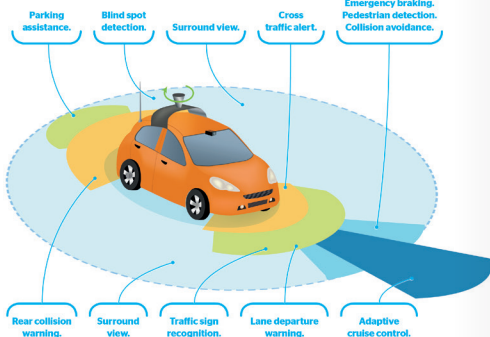 Emergency braking.
Parking
assistance.
Blind spot
detection.
Surround view.
Cross
traffic alert.
Pedestrian detection.
Collision avoidance.
Rear collision
warning.
Surround
view.
Traffic sign
recognition.
Lane departure
warning.
Adaptive
cruise control.